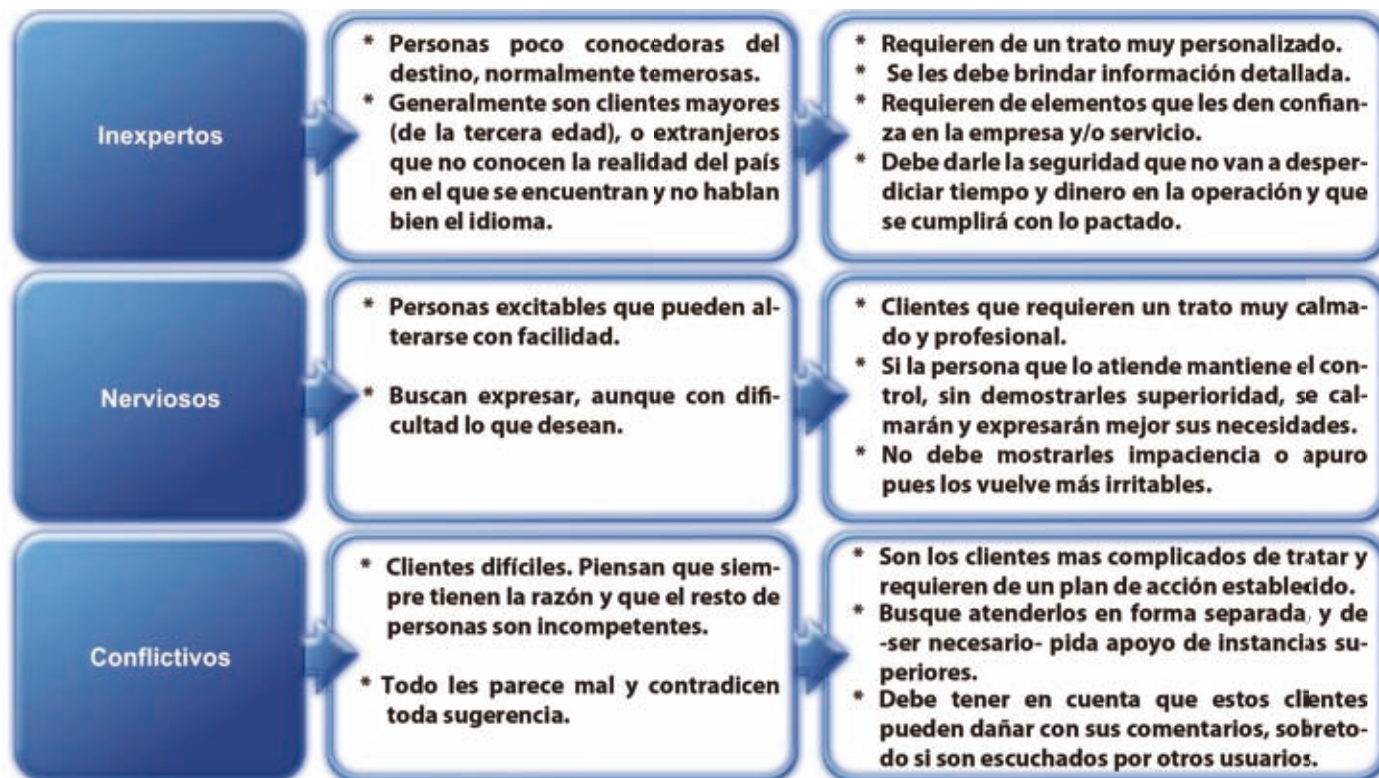 Inexpertos
* Personas poco conocedoras del
destino, normalmente temerosas.
* Generalmente son clientes mayores
(de la tercera edad), o extranjeros
que no conocen la realidad del país
en el que se encuentran y no hablan
bien el idioma.
* Requieren de un trato muy personalizado.
* Se les debe brindar información detallada.
* Requieren de elementos que les den confian-
za en la empresa y/o servicio.
* Debe darle la seguridad que no van a desper-
diciar tiempo y dinero en la operación y que
se cumplirá con lo pactado.
Nerviosos
* Personas excitables que pueden al-
terarse con facilidad.
* Buscan expresar, aunque con difi-
cultad lo que desean.
* Clientes que requieren un trato muy calma-
do y profesional.
* Si la persona que lo atiende mantiene el con-
trol, sin demostrarles superioridad, se cal-
marán y expresarán mejor sus necesidades.
* No debe mostrarles impaciencia o apuro
pues los vuelve más irritables.
Conflictivos
* Clientes difíciles. Piensan que siem-
pre tienen la razón y que el resto de
personas son incompetentes.
* Todo les parece mal y contradicen
toda sugerencia.
* Son los clientes mas complicados de tratar y
requieren de un plan de acción establecido.
* Busque atenderlos en forma separada, y de
-ser necesario- pida apoyo de instancias su-
periores.
* Debe tener en cuenta que estos clientes
pueden dañar con sus comentarios, sobreto-
do si son escuchados por otros usuarios.